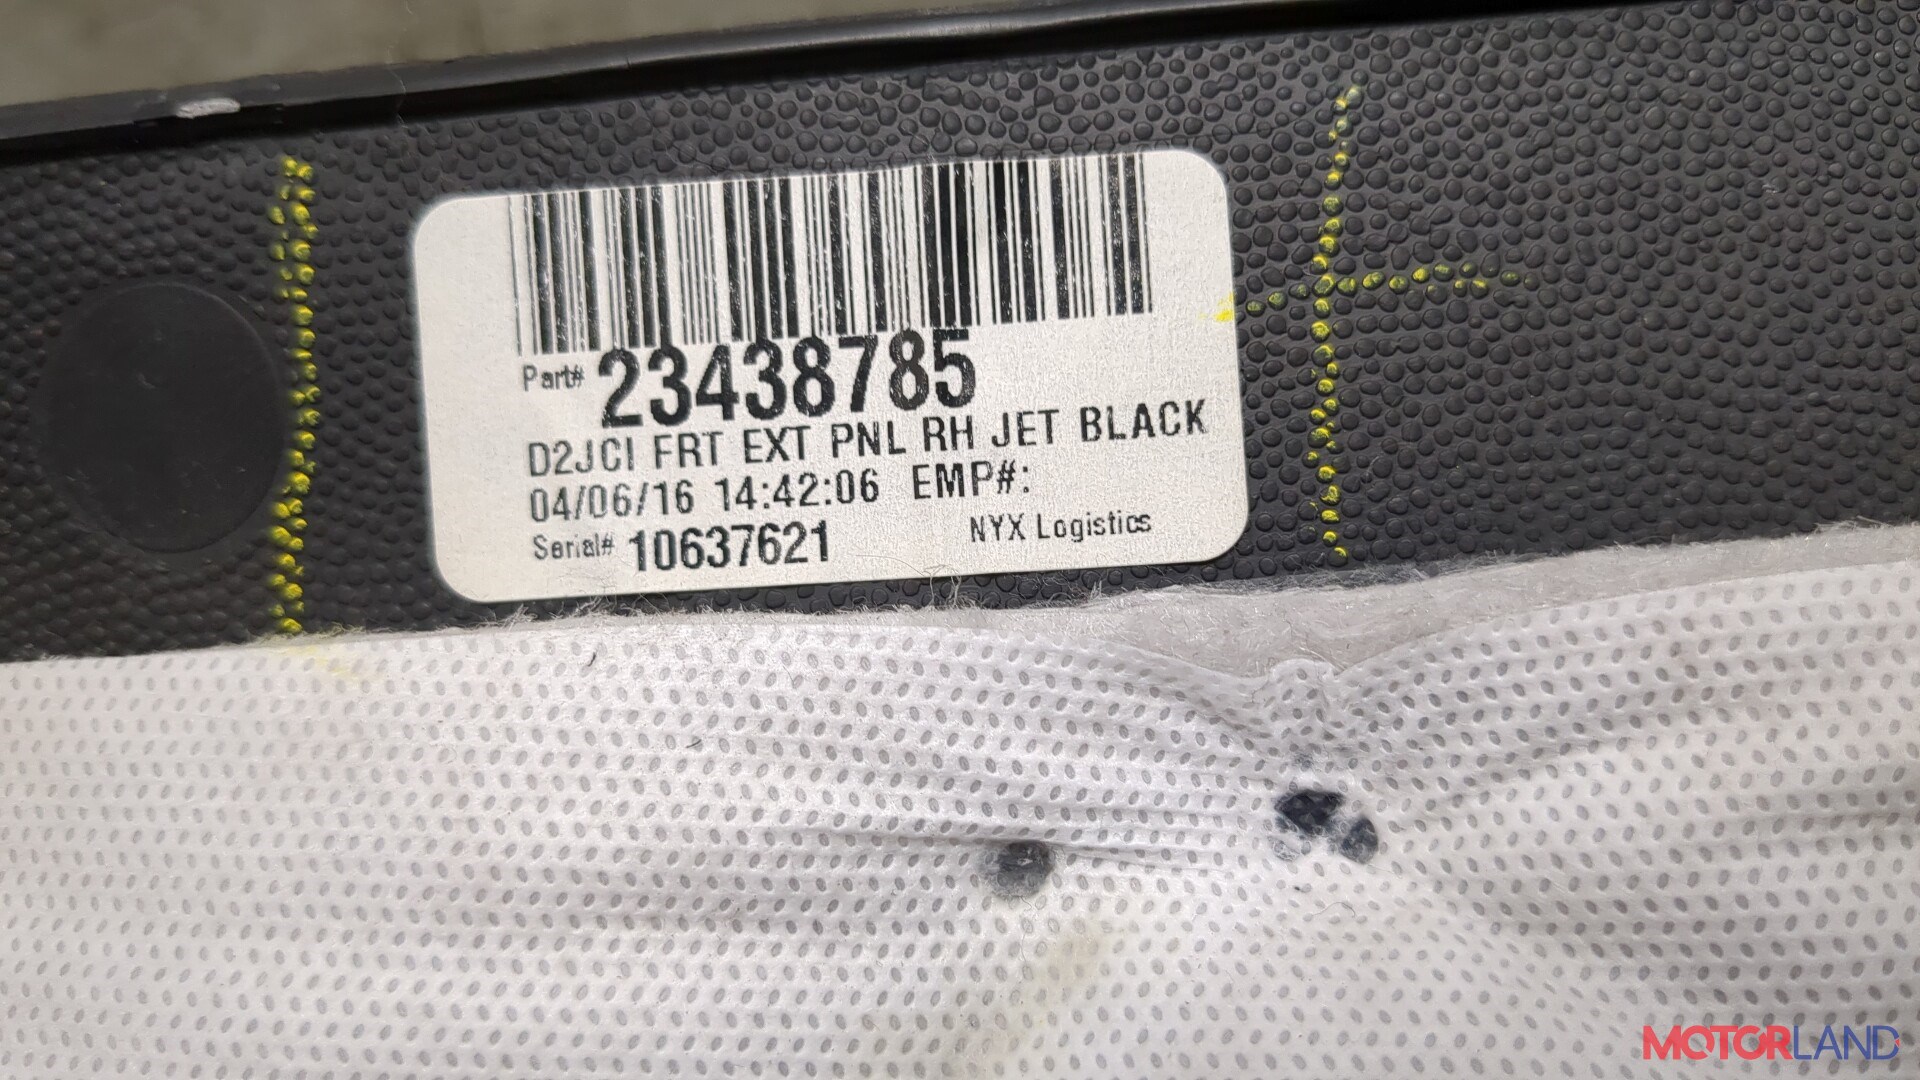 Part# 23438785
D2JCI FRT EXT PNL RH JET BLACK
04/06/16 14:42:06 EMP#:
Serial# 10637621 NYX Logistics
MOTORLAND